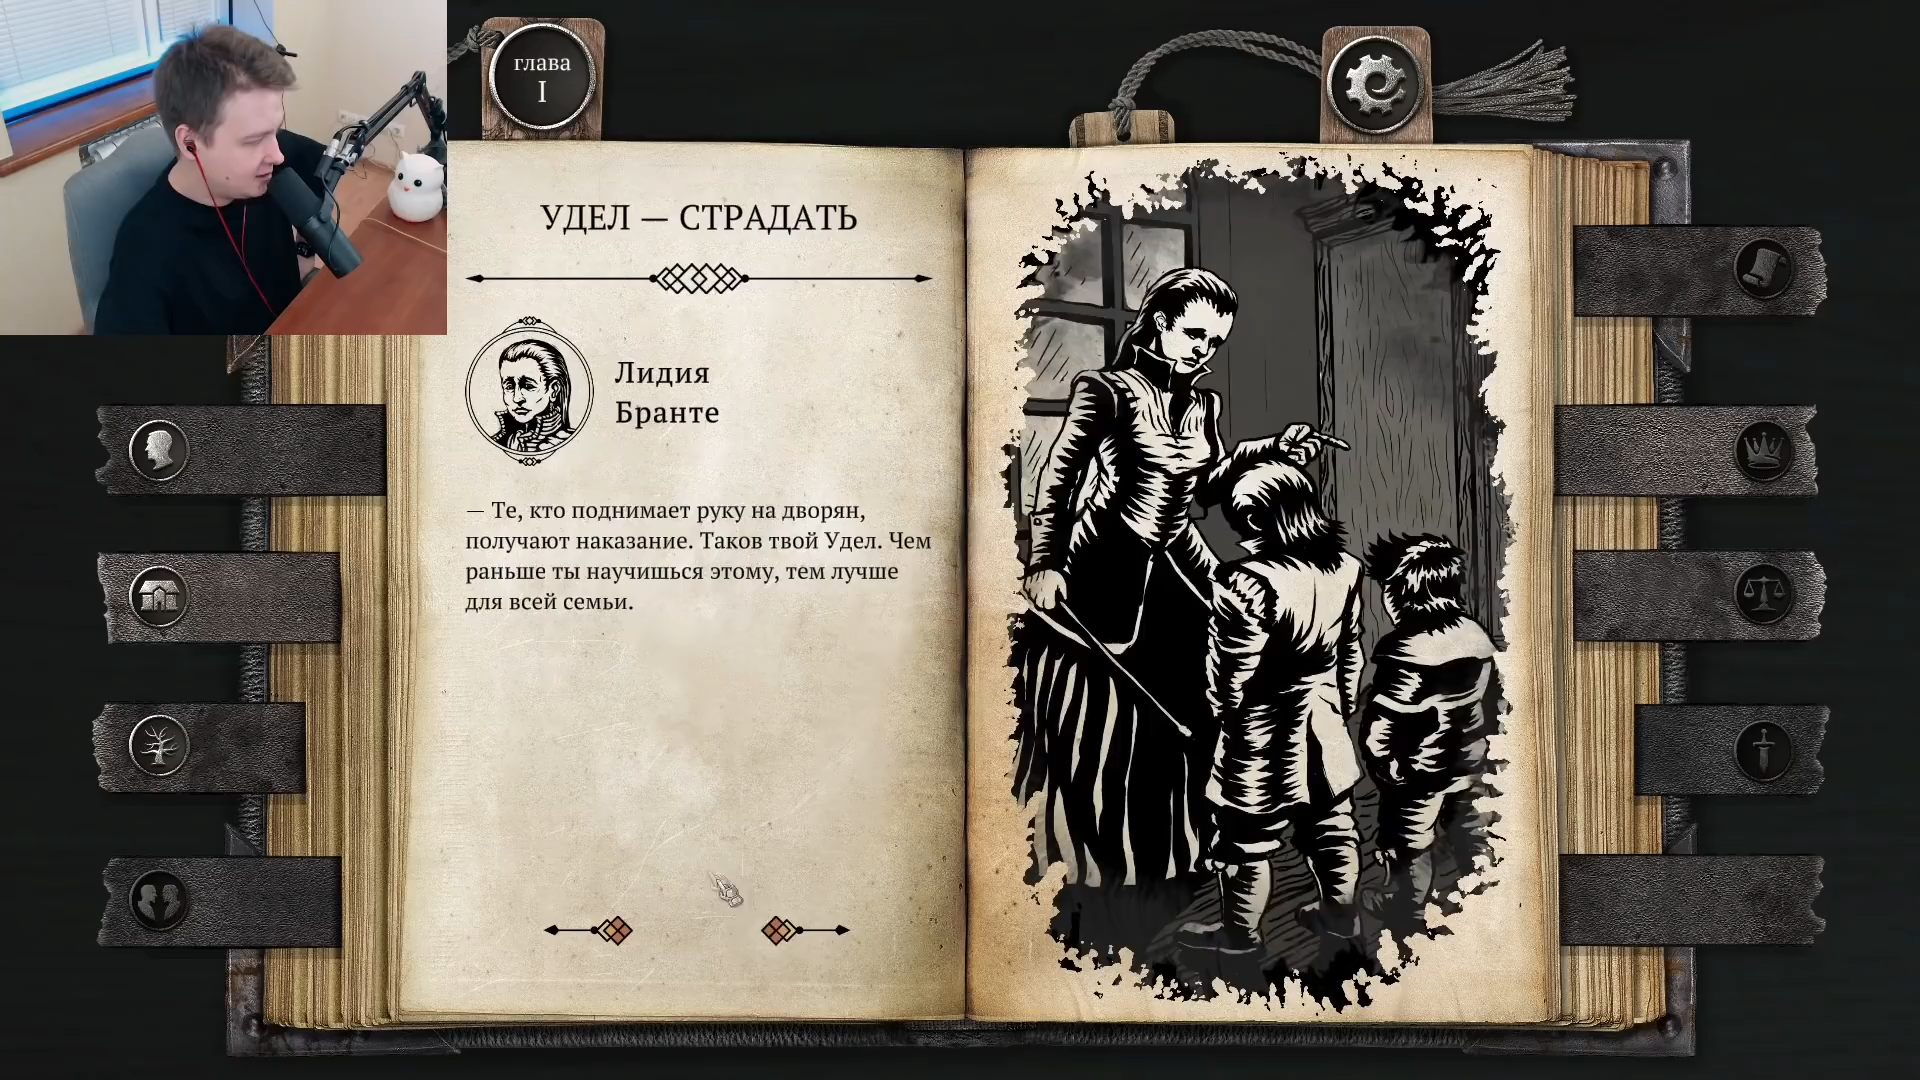 глава
I
УДЕЛ — СТРАДАТЬ
Лидия
Бранте
— Те, кто поднимает руку на дворян,
получают наказание. Таков твой Удел. Чем
раньше ты научишься этому, тем лучше
для всей семьи.